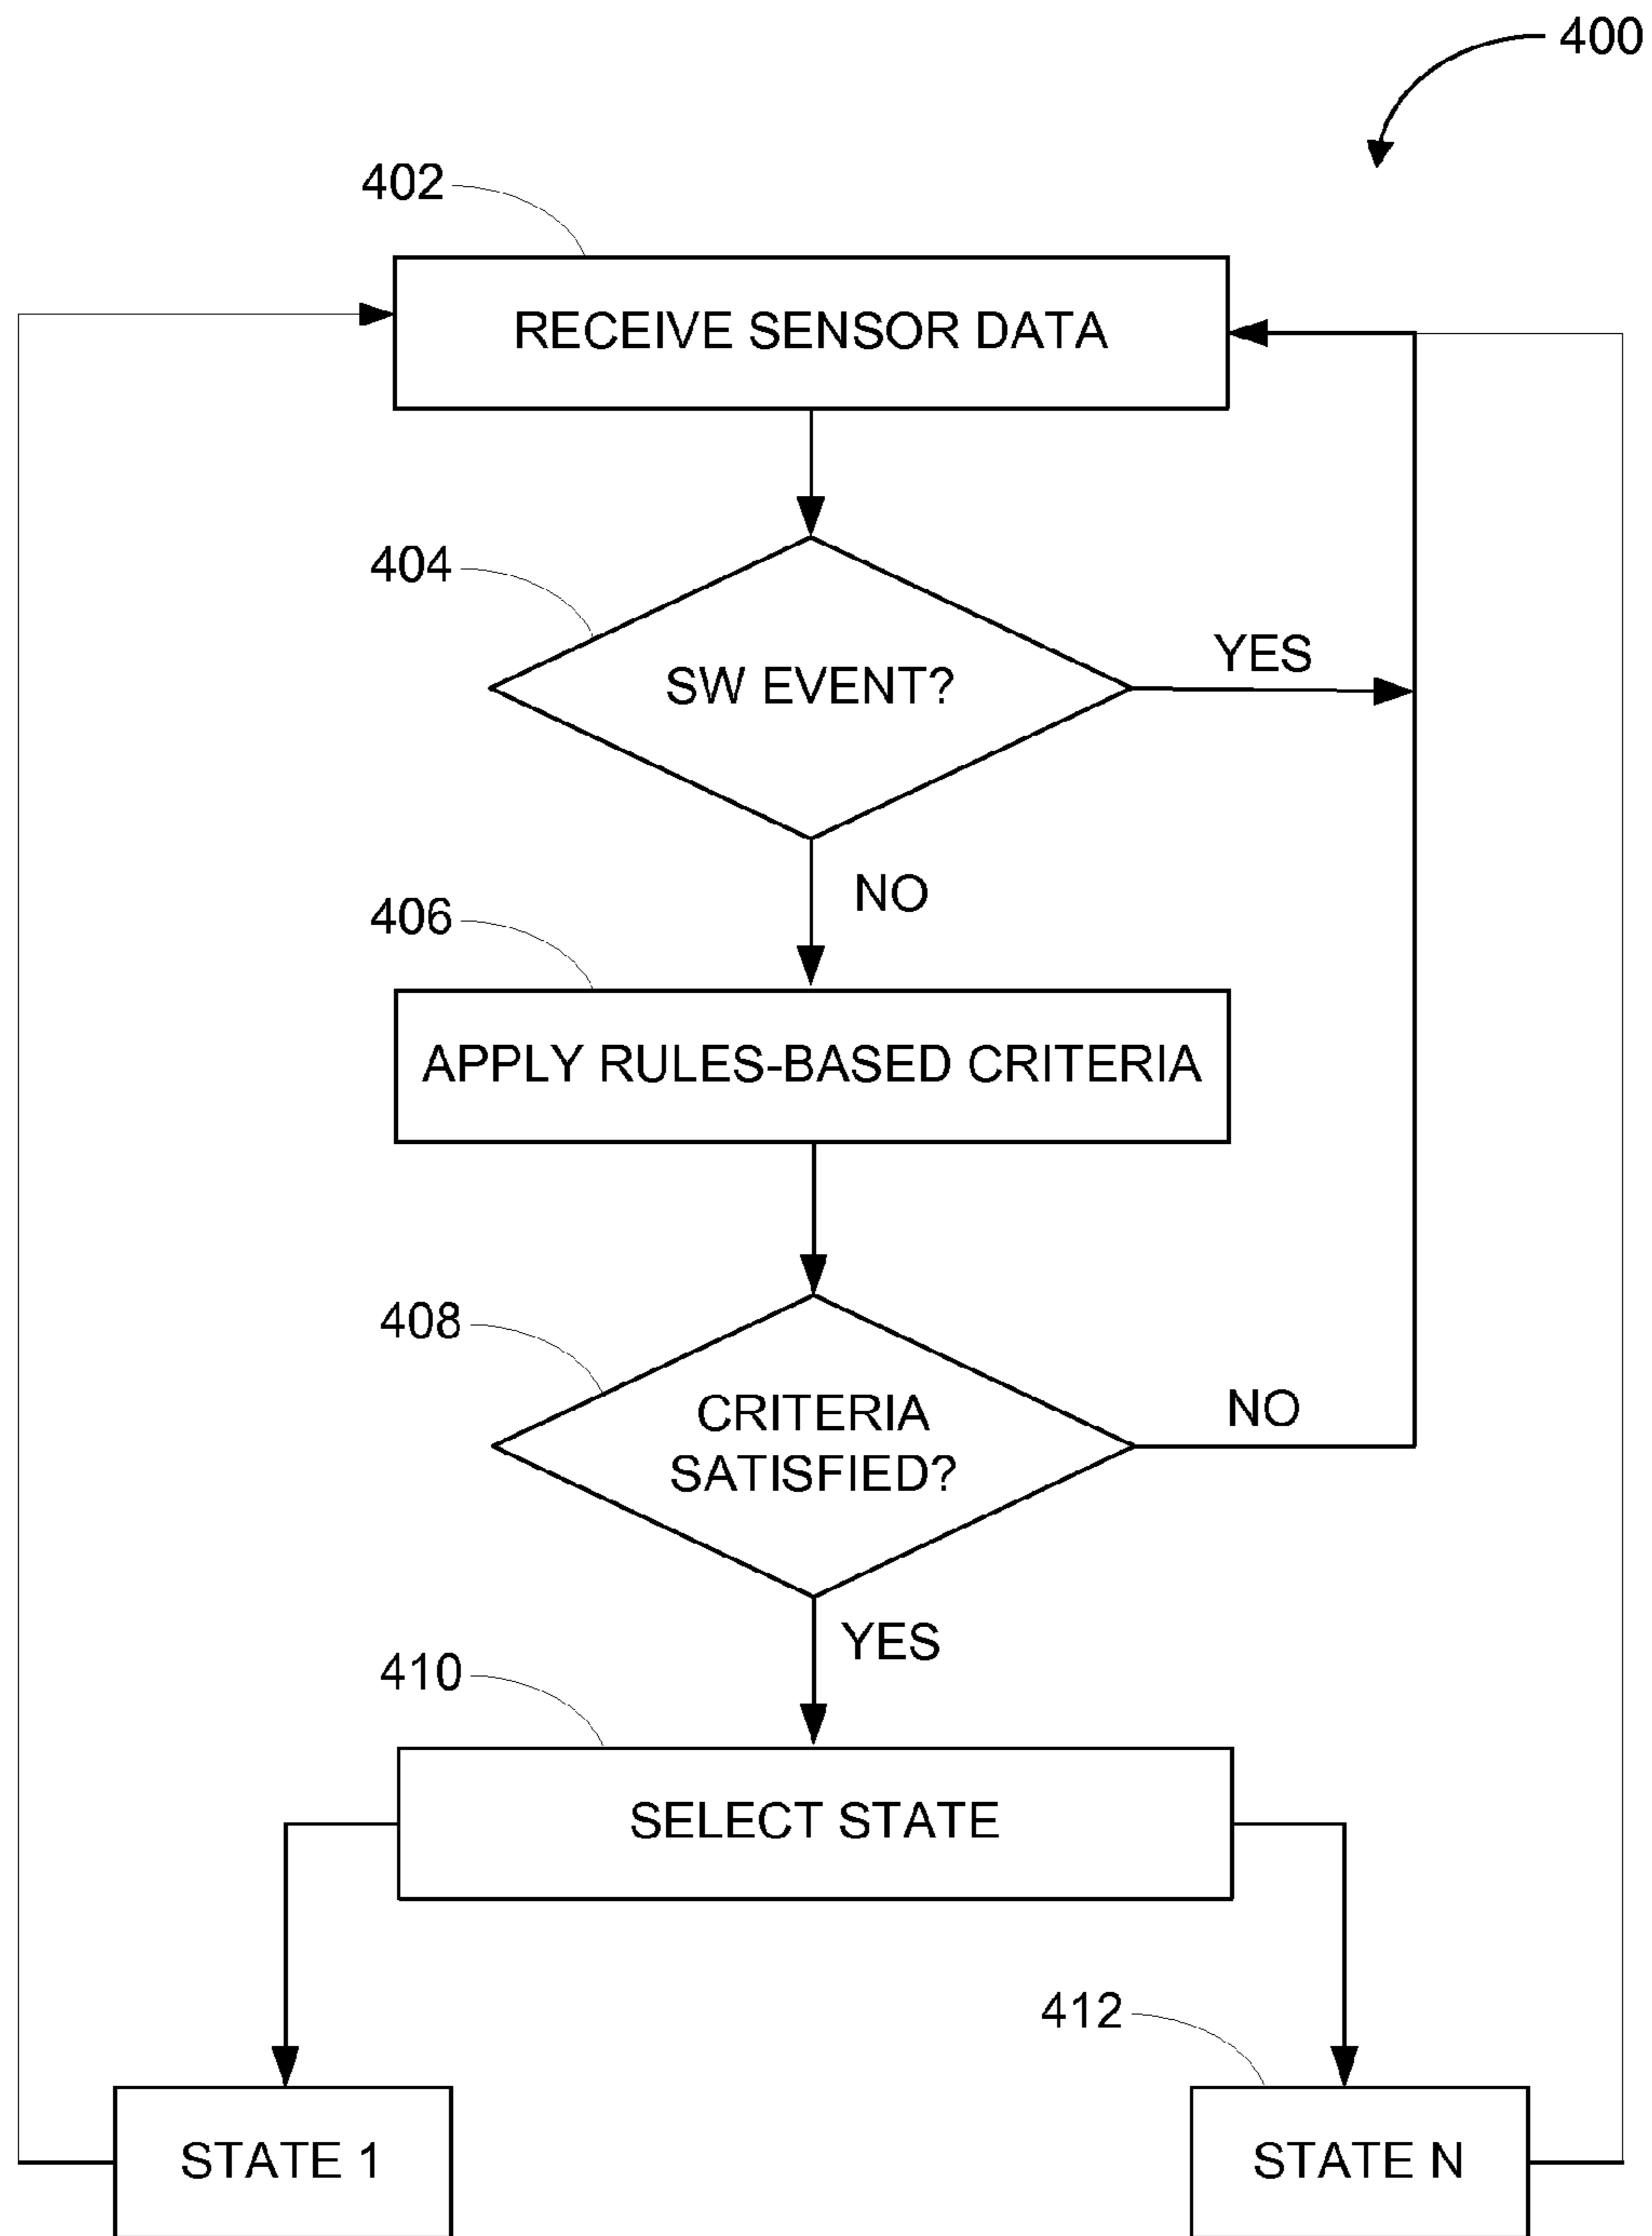 400
402
RECEIVE SENSOR DATA
404
SW EVENT?
YES
NO
406
APPLY RULES-BASED CRITERIA
408
CRITERIA
SATISFIED?
NO
YES
410
SELECT STATE
412
STATE 1
STATE N